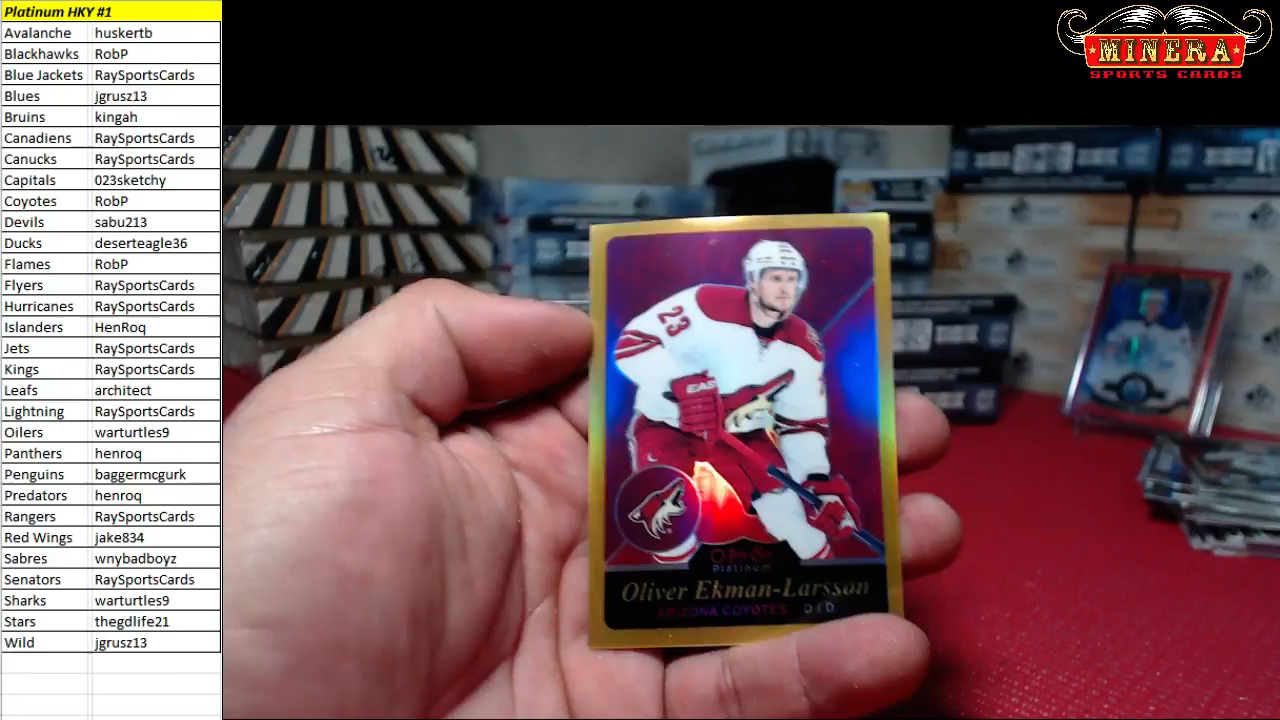 Platinum HKY #1
Avalanche huskertb
Blackhawks RobP
Blue Jackets RaySportsCards
Blues jgrusz13
Bruins kingah
Canadiens RaySportsCards
Canucks RaySportsCards
Capitals 023sketchy
Coyotes RobP
Devils sabu213
Ducks deserteagle36
Flames RobP
Flyers RaySportsCards
Hurricanes RaySportsCards
Islanders HenRoq
Jets RaySportsCards
Kings RaySportsCards
Leafs architect
Lightning RaySportsCards
Oilers warturtles9
Panthers henroq
Penguins baggermcgurk
Predators henroq
Rangers RaySportsCards
Red Wings jake834
Sabres wnybadboyz
Senators RaySportsCards
Sharks warturtles9
Stars thegdlife21
Wild jgrusz13
MINERA
SPORTS CARDS
23
EAST
O-Pee-Chee
Platinum
Oliver Ekman-Larsson
ARIZONA COYOTES D / D